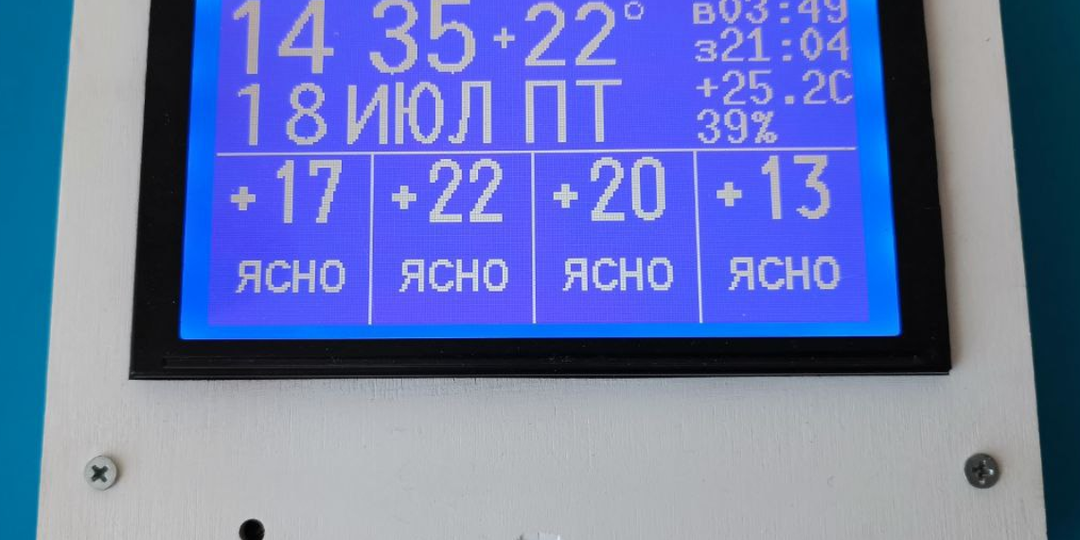 14 35 +22°
в03:49
з21:04
+25.2C
39%
18 ИЮЛ ПТ
+17 +22 +20 +13
ЯСНО ЯСНО ЯСНО ЯСНО